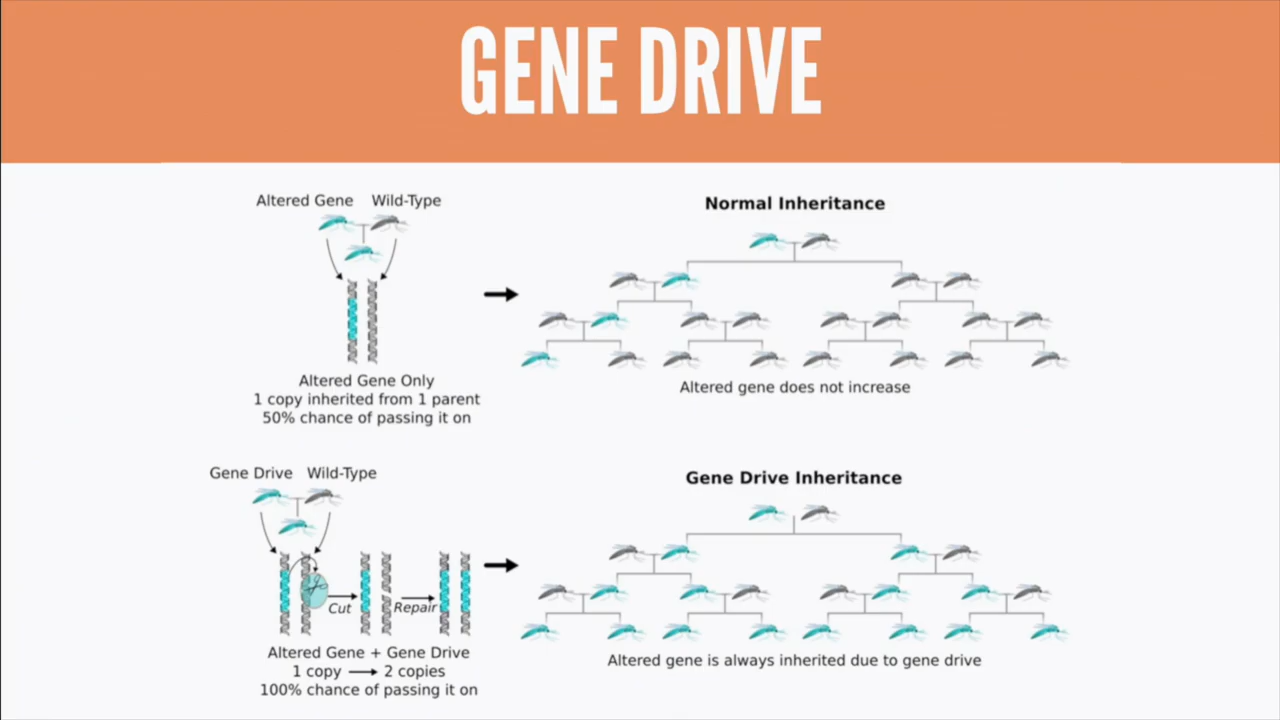 GENE DRIVE
Altered Gene Wild-Type
Altered Gene Only
1 copy inherited from 1 parent
50% chance of passing it on
Normal Inheritance
Altered gene does not increase
Gene Drive Wild-Type
Cut
Repair
Altered Gene + Gene Drive
1 copy → 2 copies
100% chance of passing it on
Gene Drive Inheritance
Altered gene is always inherited due to gene drive